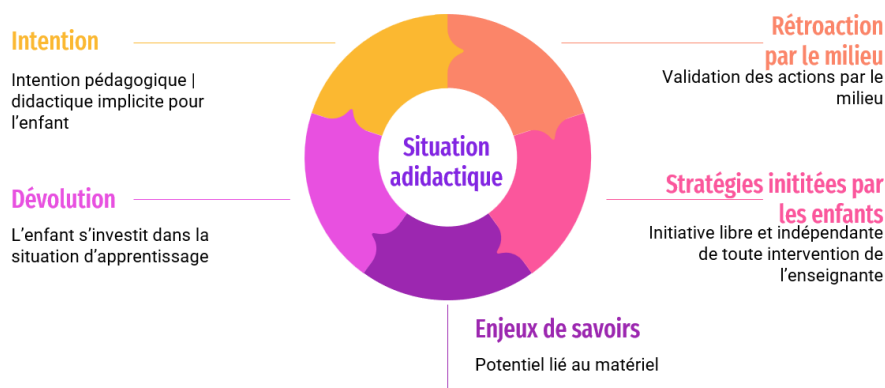 Intention
Intention pédagogique |
didactique implicite pour
l'enfant
Rétroaction
par le milieu
Validation des actions par le
milieu
Situation
adidactique
Dévolution
L'enfant s'investit dans la
situation d'apprentissage
Stratégies inititées par
les enfants
Initiative libre et indépendante
de toute intervention de
l'enseignante
Enjeux de savoirs
Potentiel lié au matériel